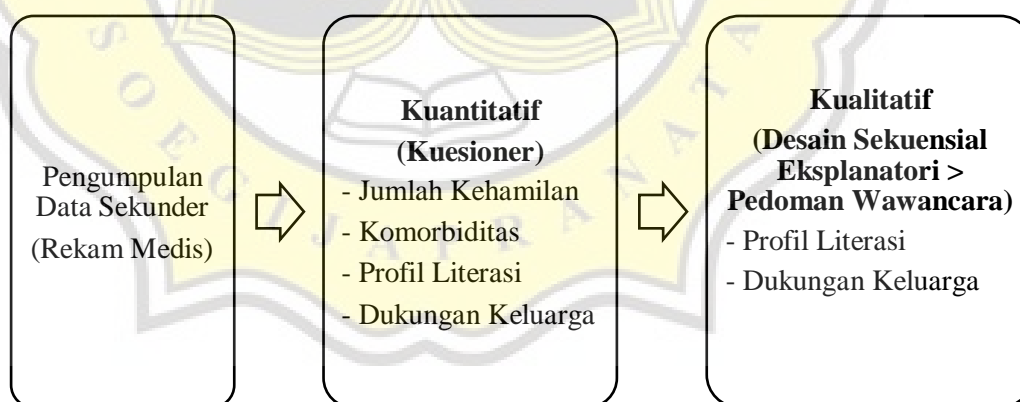 Pengumpulan
Data Sekunder
(Rekam Medis)
Kuantitatif
(Kuesioner)
- Jumlah Kehamilan
- Komorbiditas
- Profil Literasi
- Dukungan Keluarga
Kualitatif
(Desain Sekuensial
Eksplanatori >
Pedoman Wawancara)
- Profil Literasi
- Dukungan Keluarga
SOEGIJAPRANATA